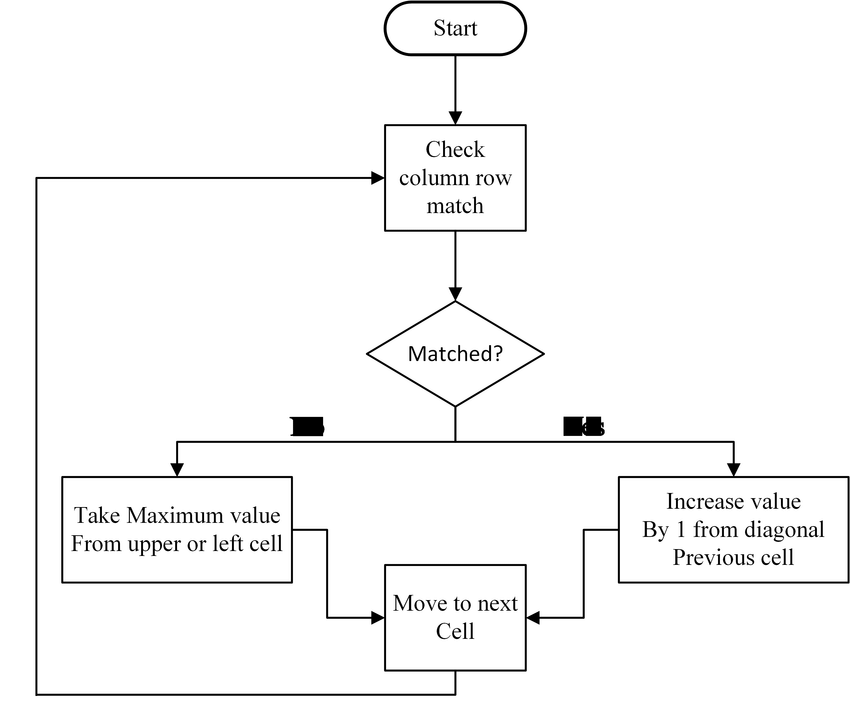 Start
Check
column row
match
Matched?
Take Maximum value
From upper or left cell
Increase value
By 1 from diagonal
Previous cell
Move to next
Cell